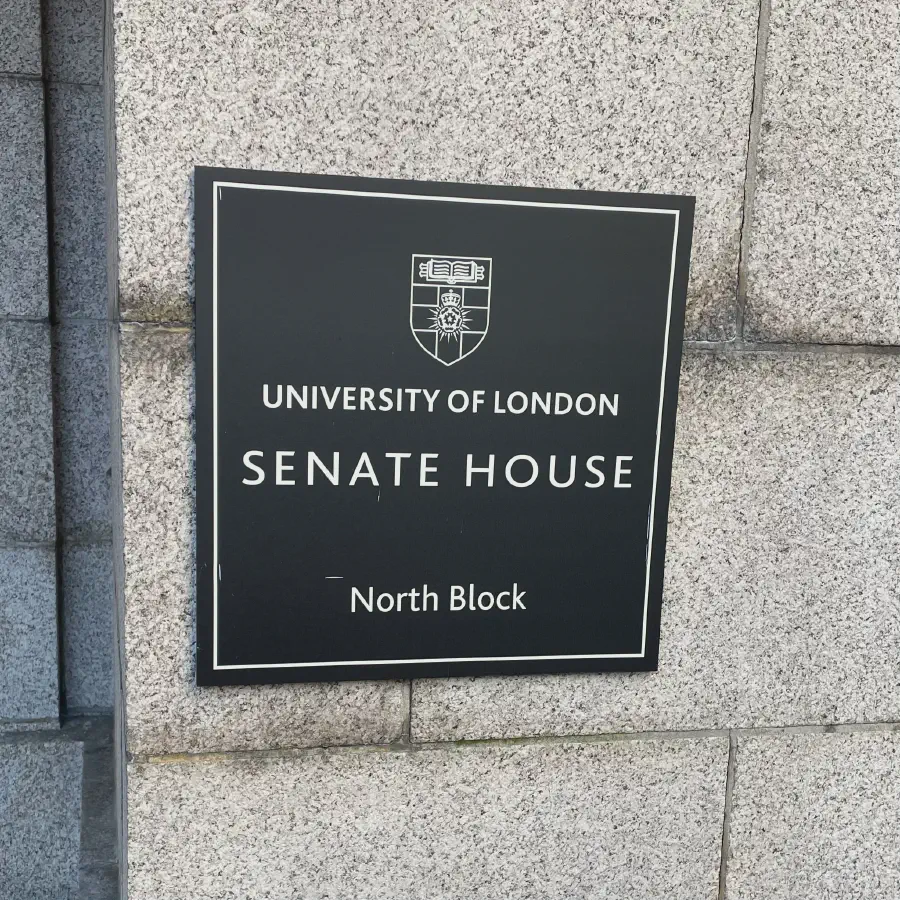 UNIVERSITY OF LONDON
SENATE HOUSE
North Block